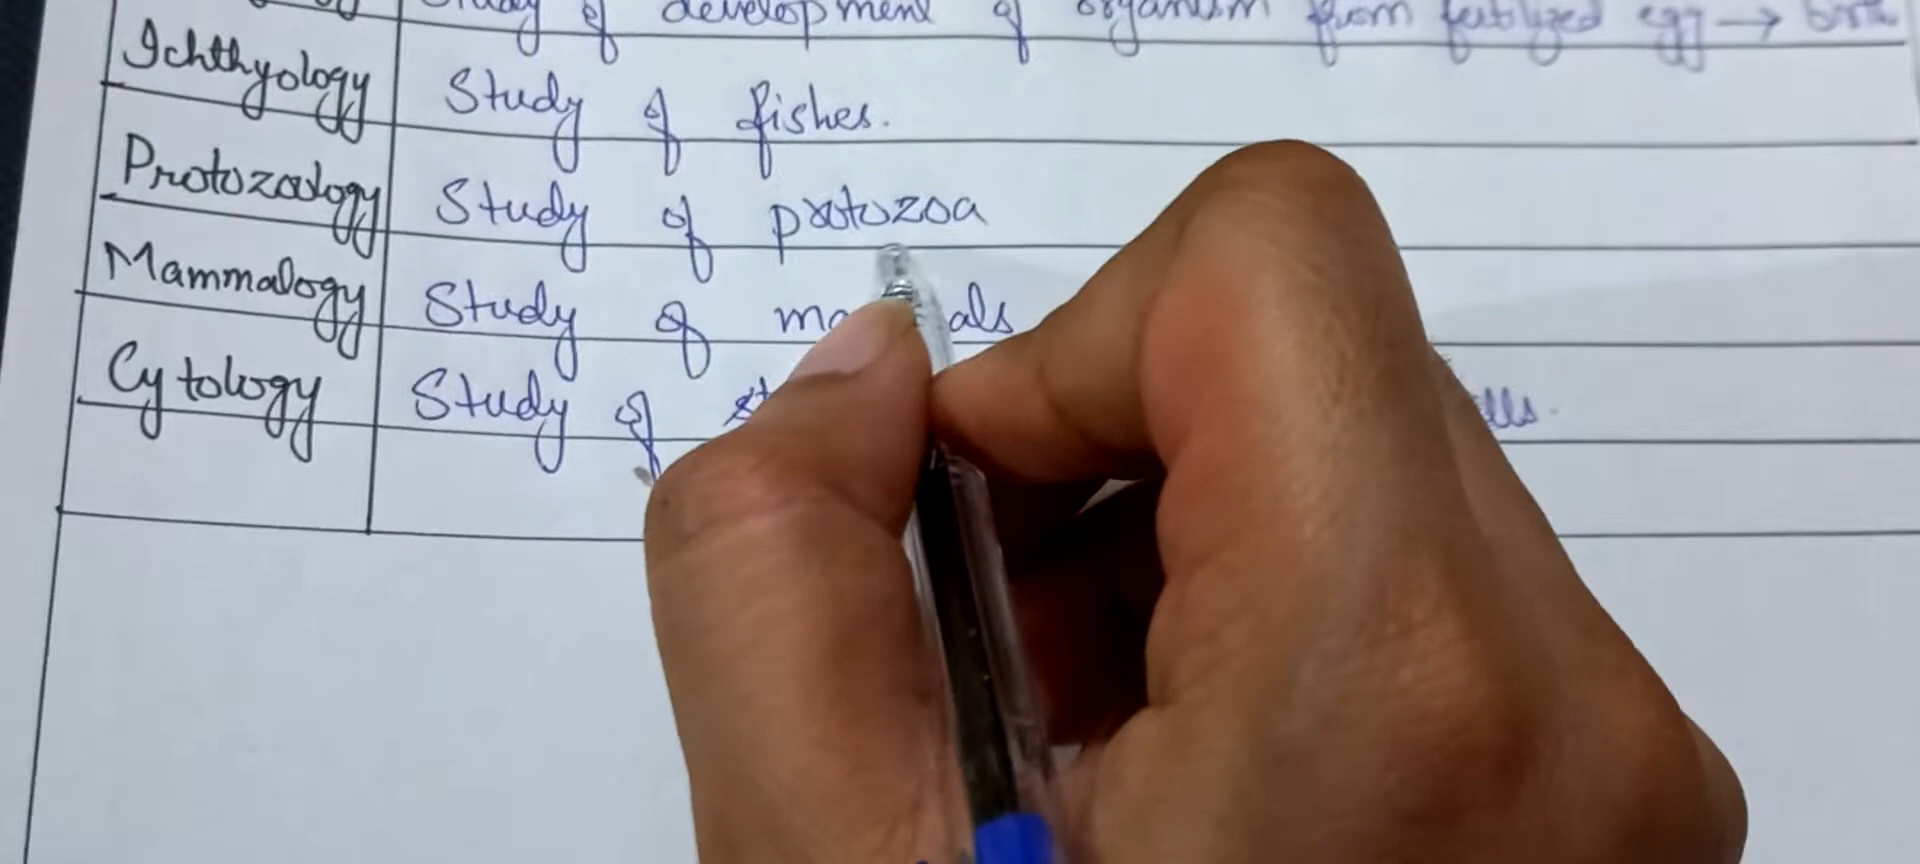 Study of development of organism from fertilized egg → birth
Ichthyology Study of fishes.
Protozoology Study of protozoa
Mammalogy Study of
Cytology Study of